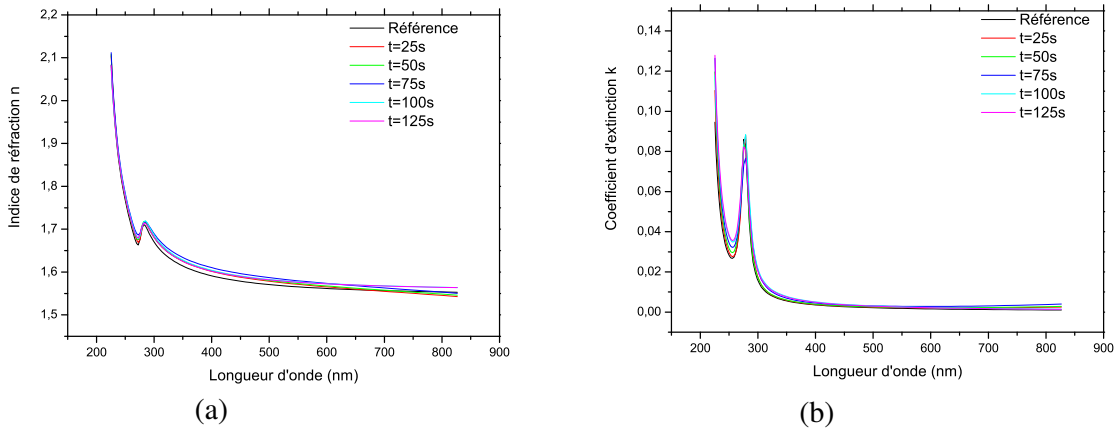 2,2
2,1
2,0
1,9
1,8
1,7
1,6
1,5
Indice de réfraction n
Référence
t=25s
t=50s
t=75s
t=100s
t=125s
200 300 400 500 600 700 800 900
Longueur d'onde (nm)
(a)
0,14
0,12
0,10
0,08
0,06
0,04
0,02
0,00
Coefficient d'extinction k
Référence
t=25s
t=50s
t=75s
t=100s
t=125s
200 300 400 500 600 700 800 900
Longueur d'onde (nm)
(b)